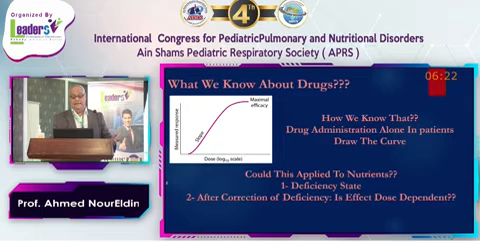 Organized By
Leaders
4TH
International Congress for PediatricPulmonary and Nutritional Disorders
Ain Shams Pediatric Respiratory Society ( APRS )
What We Know About Drugs???
06:22
Maximal
efficacy
Slope
Measured response
Dose (log10 scale)
How We Know That??
Drug Administration Alone In patients
Draw The Curve
Could This Applied To Nutrients??
1- Deficiency State
2- After Correction of Deficiency: Is Effect Dose Dependent??
Leaders
Prof. Ahmed NourEldin